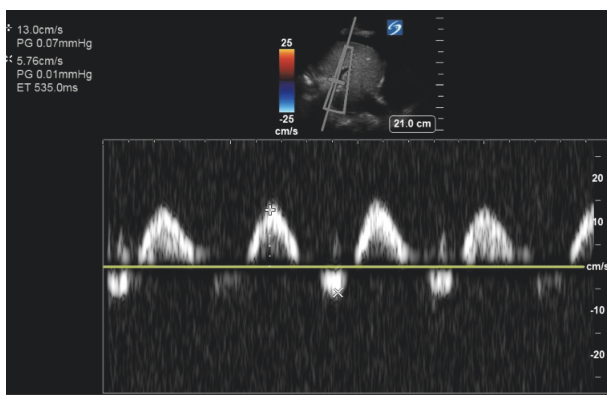 13.0cm/s
PG 0.07mmHg
5.76cm/s
PG 0.01mmHg
ET 535.0ms
25
-25
cm/s
21.0 cm
20
10
cm/s
-10
-20